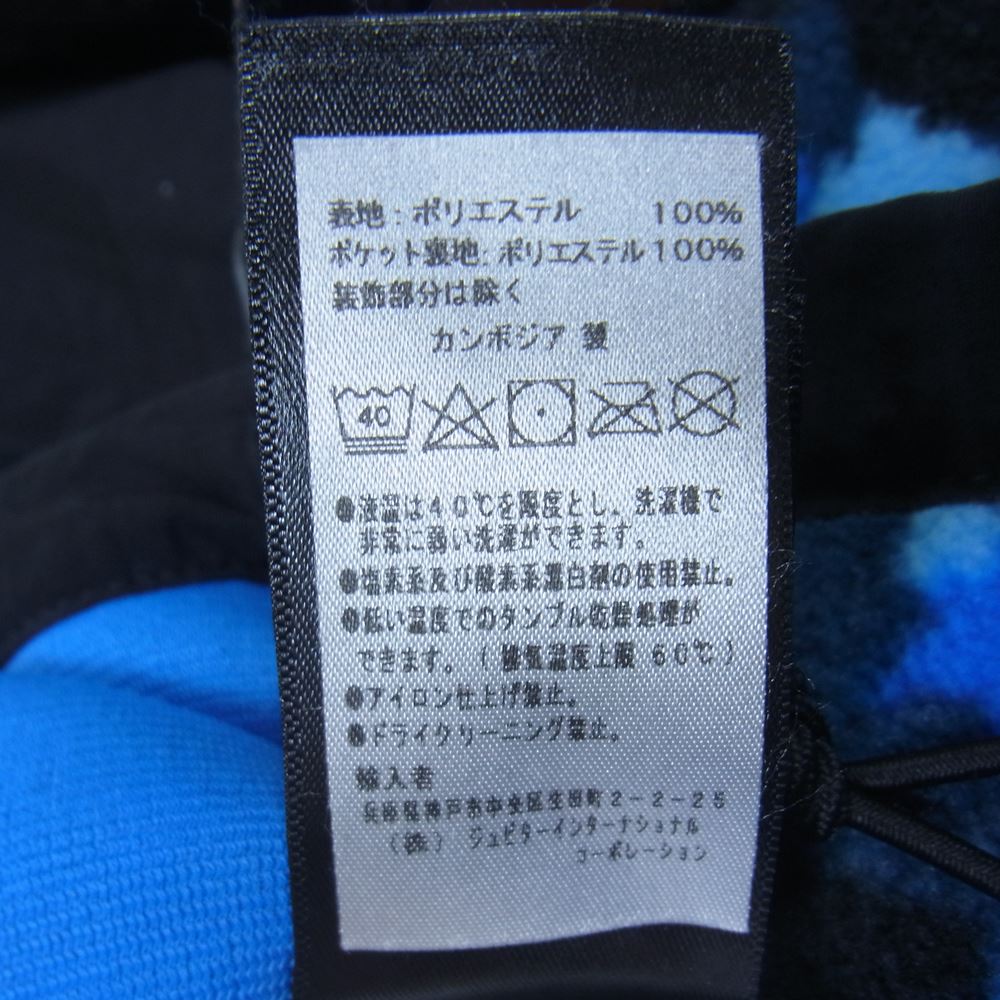 表地：ポリエステル　100%
ポケット裏地：ポリエステル100%
装飾部分は除く
カンボジア 製
40
●液温は40℃を限度とし、洗濯機で
非常に弱い洗濯ができます。
●塩素系及び酸素系漂白剤の使用禁止。
●低い温度でのタンブル乾燥処理が
できます。(排気温度上限 60℃)
●アイロン仕上げ禁止。
●ドライクリーニング禁止。
輸入者
兵庫県神戸市中央区生田町2-2-25
(株) ジュピターインターナショナル
コーポレーション